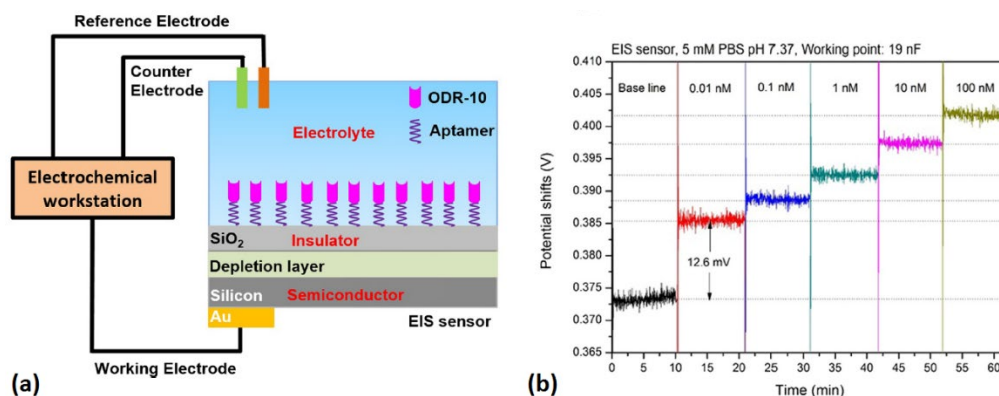 Reference Electrode
Counter
Electrode
ODR-10
Electrolyte
Aptamer
Electrochemical
workstation
SiO2 Insulator
Depletion layer
Silicon Semiconductor
Au
EIS sensor
Working Electrode
(a)
EIS sensor, 5 mM PBS pH 7.37, Working point: 19 nF
Potential shifts (V)
0.410
0.405
0.400
0.395
0.390
0.385
0.380
0.375
0.370
0.365
Base line 0.01 nM 0.1 nM 1 nM 10 nM 100 nM
12.6 mV
0 5 10 15 20 25 30 35 40 45 50 55 60
Time (min)
(b)